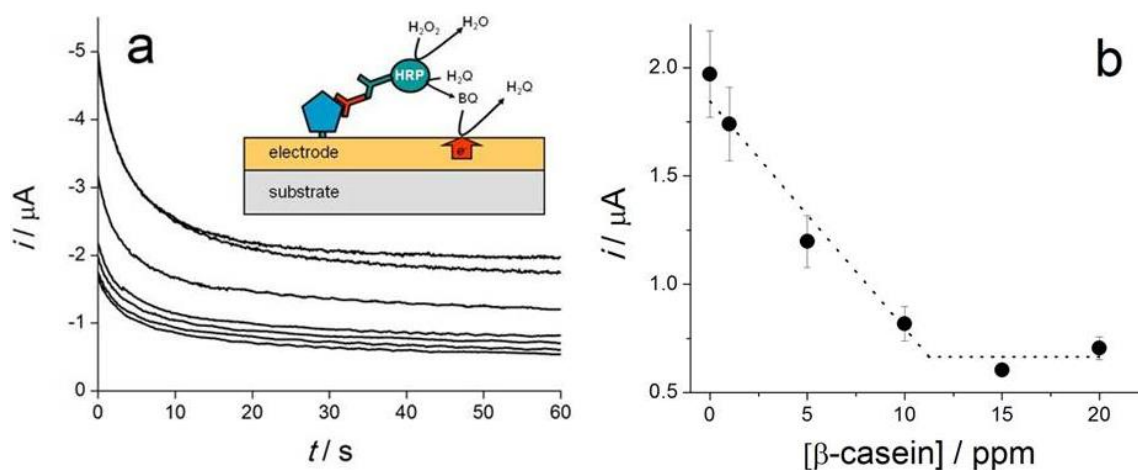 a
-5
-4
-3
-2
-1
0
i / μA
0 10 20 30 40 50 60
t / s
H₂O₂
H₂O
HRP
H₂Q
BQ
H₂Q
e⁻
electrode
substrate
b
2.0
1.5
1.0
0.5
i / μA
0 5 10 15 20
[β-casein] / ppm